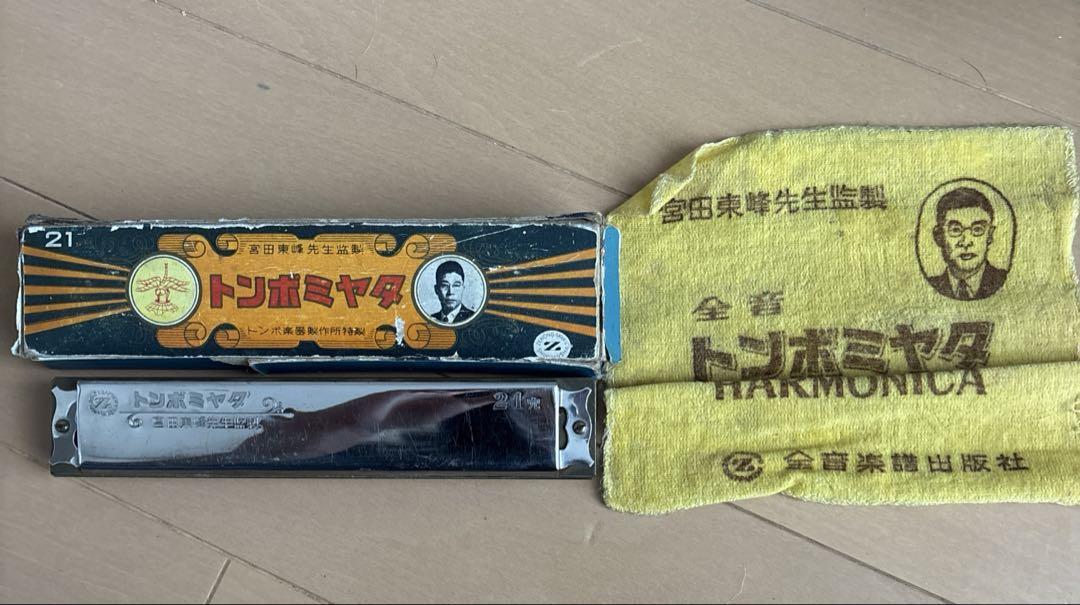 21
宮田東峰先生監製
トンボミヤタ
トンボ楽器製作所特製
トンボミヤタ
21穴
宮田東峰先生監製
宮田東峰先生監製
全音
トンボミヤタ
HARMONICA
全音楽譜出版社